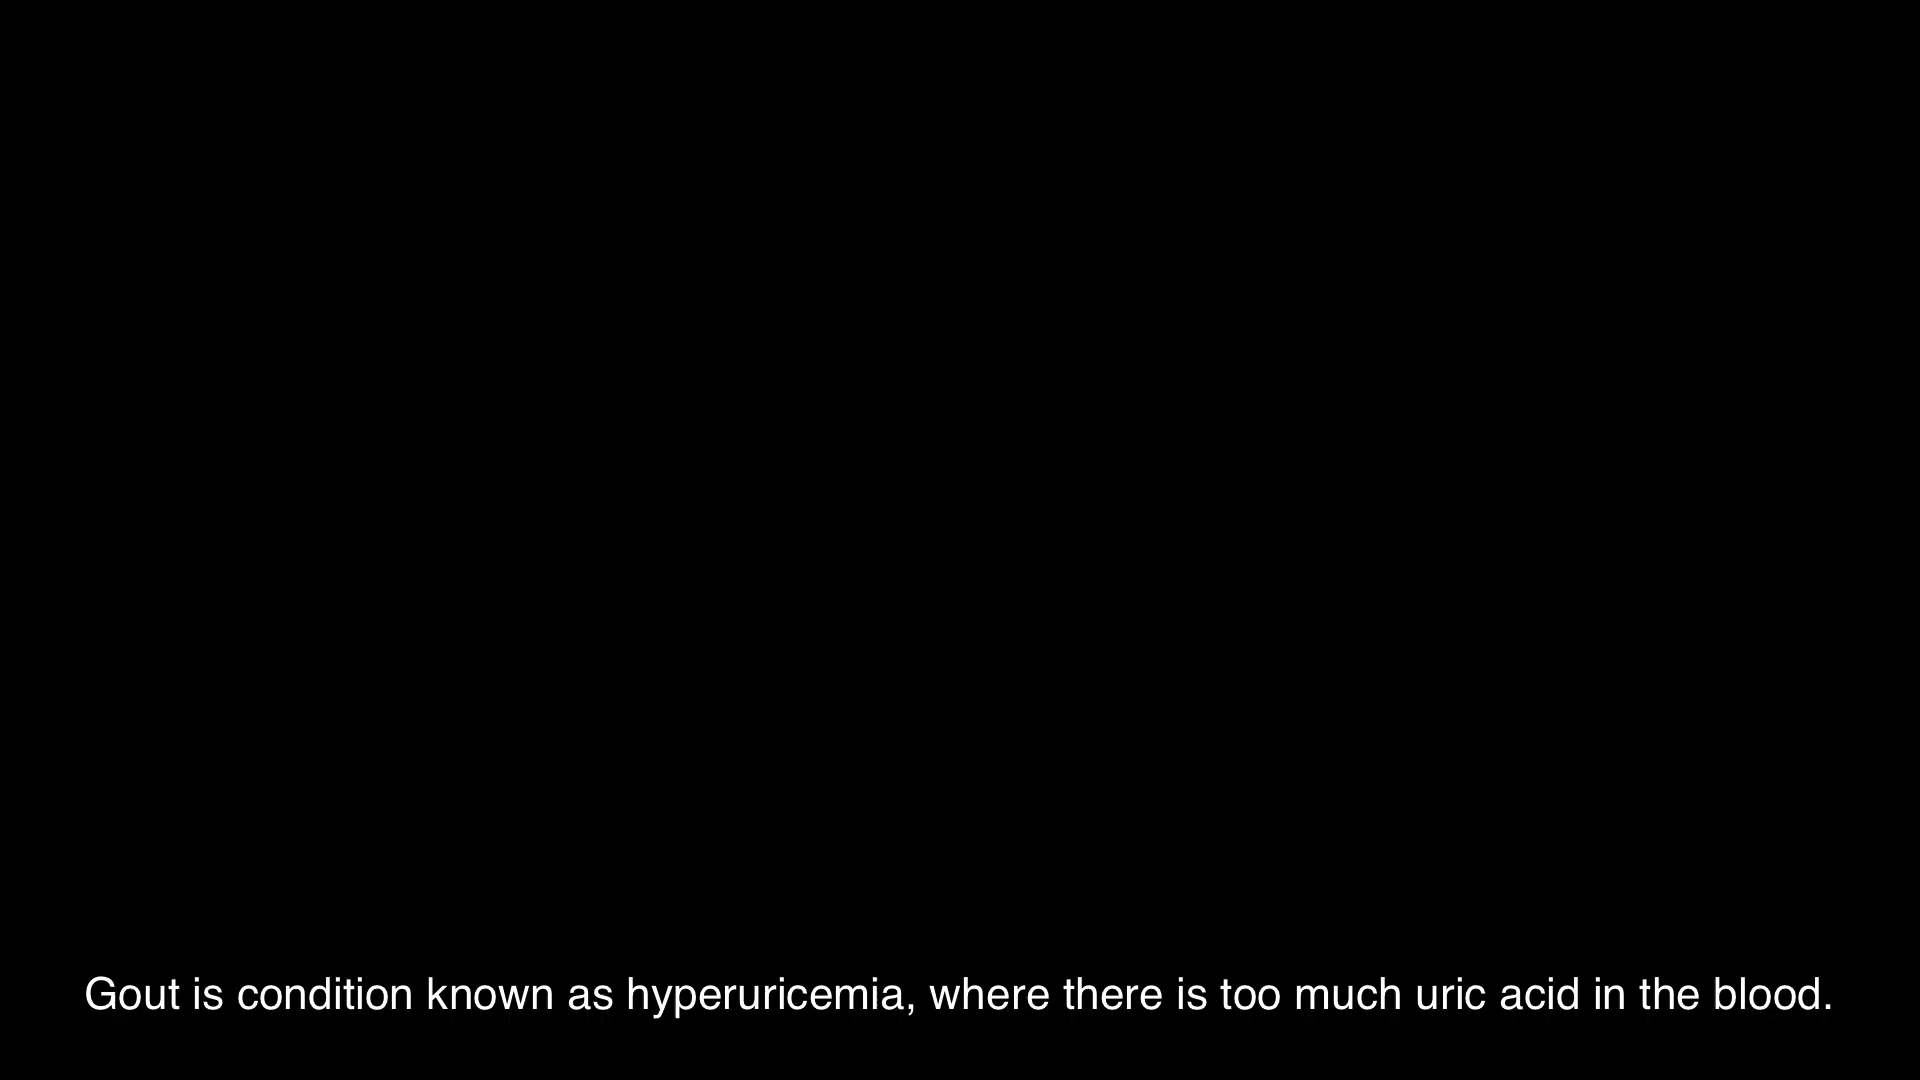 Gout is condition known as hyperuricemia, where there is too much uric acid in the blood.